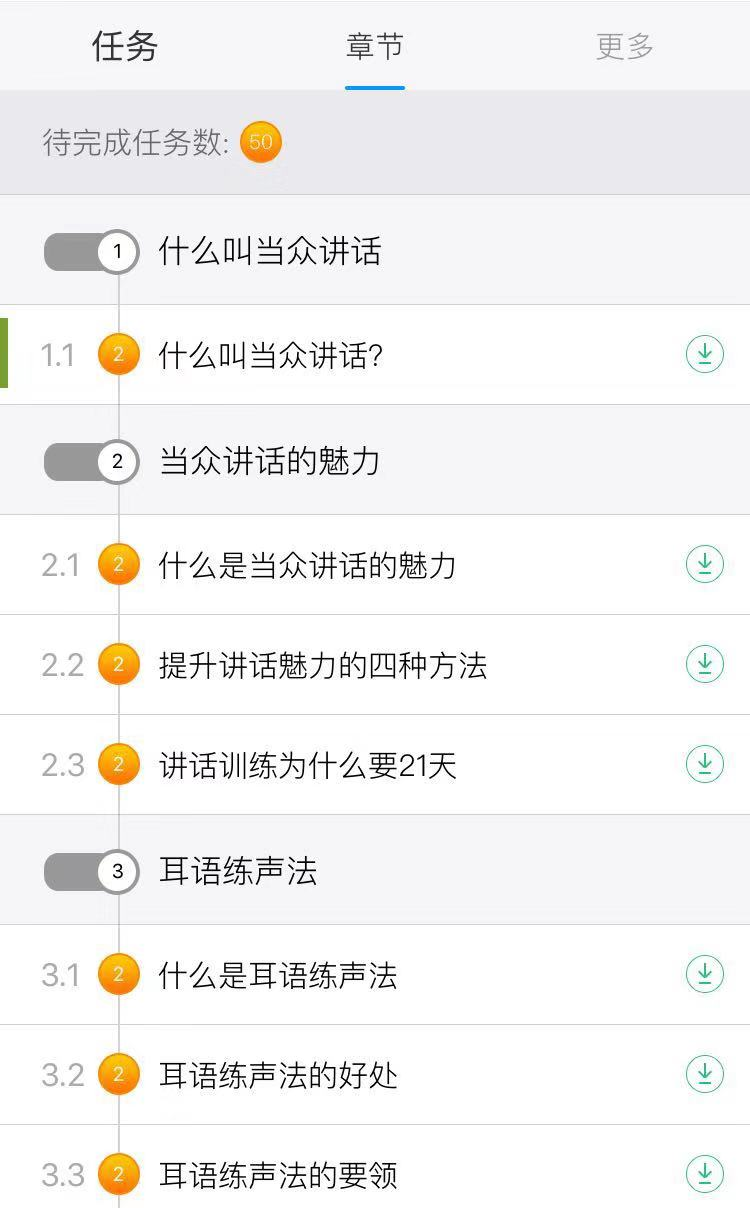 任务 章节 更多
待完成任务数: 50
1 什么叫当众讲话
1.1 2 什么叫当众讲话?
2 当众讲话的魅力
2.1 2 什么是当众讲话的魅力
2.2 2 提升讲话魅力的四种方法
2.3 2 讲话训练为什么要21天
3 耳语练声法
3.1 2 什么是耳语练声法
3.2 2 耳语练声法的好处
3.3 2 耳语练声法的要领